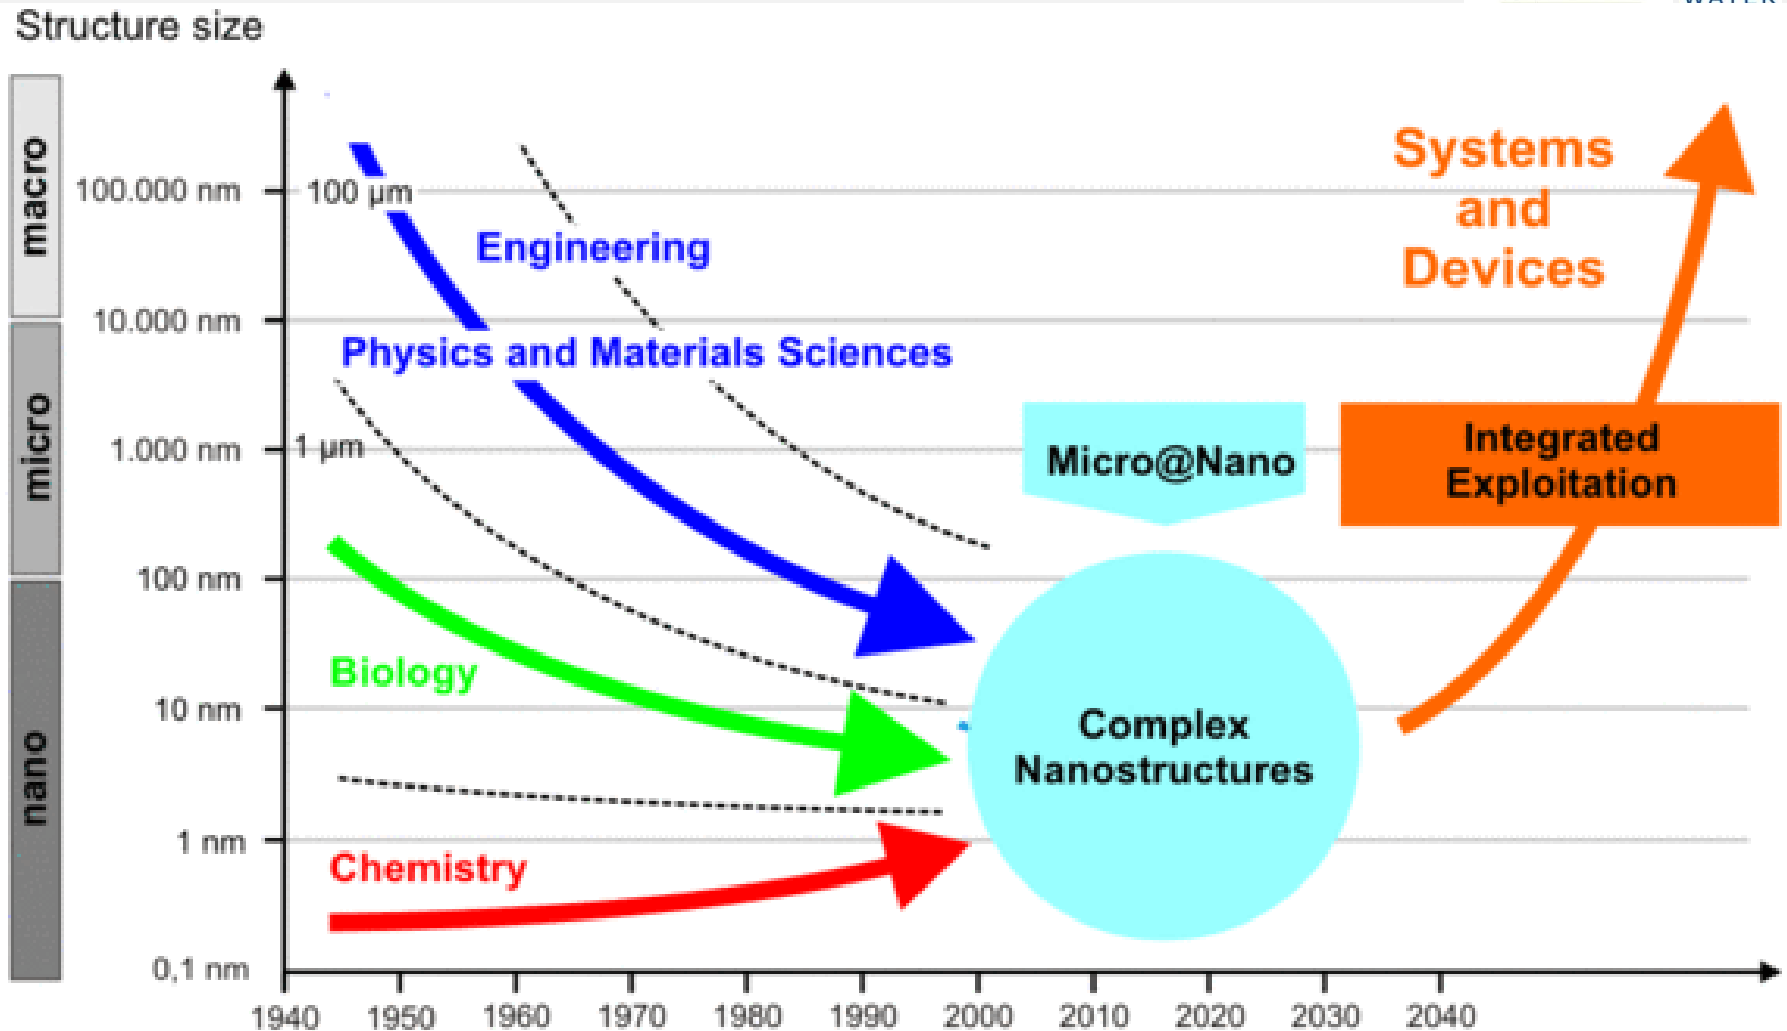 Structure size
macro
micro
nano
100.000 nm
10.000 nm
1.000 nm
100 nm
10 nm
1 nm
0,1 nm
100 µm
1 µm
Engineering
Physics and Materials Sciences
Biology
Chemistry
Micro@Nano
Complex
Nanostructures
Systems
and
Devices
Integrated
Exploitation
1940 1950 1960 1970 1980 1990 2000 2010 2020 2030 2040